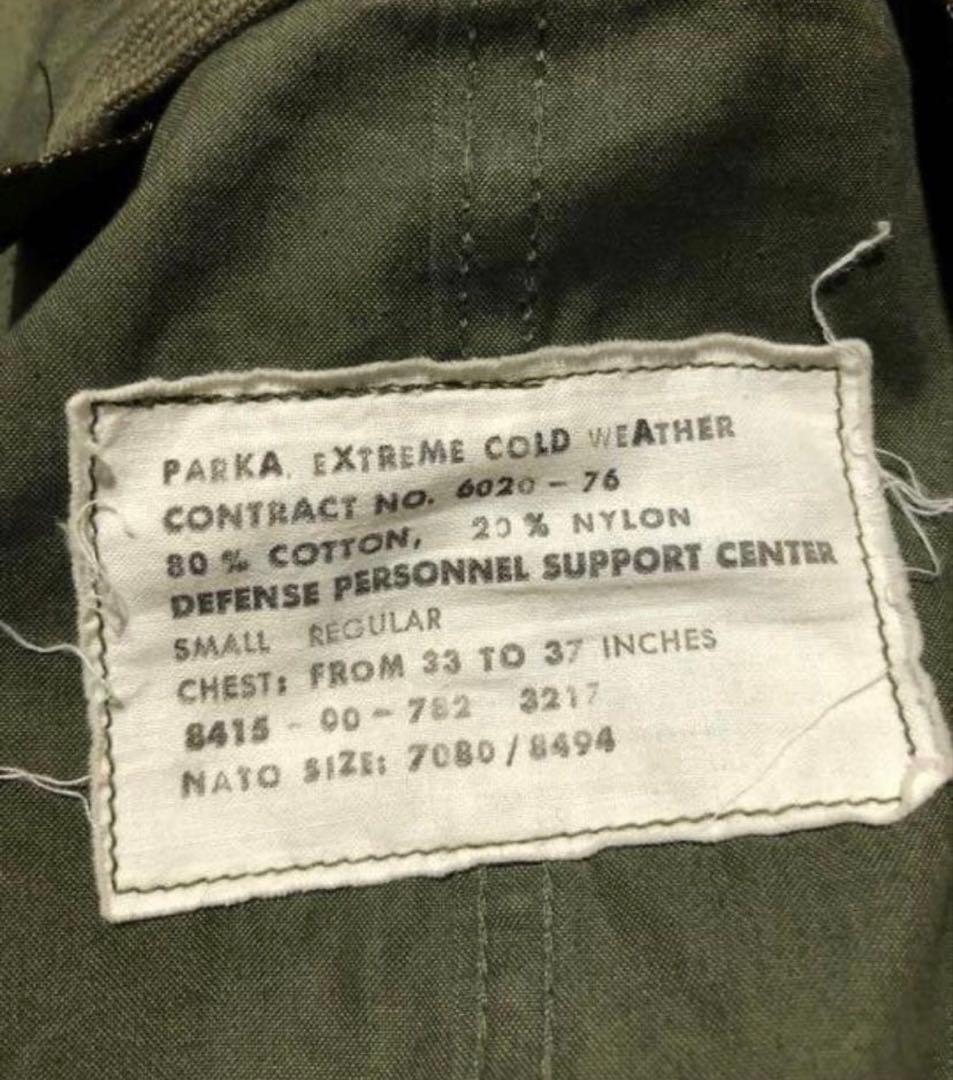 PARKA, EXTREME COLD WEATHER
CONTRACT NO. 6020 - 76
80 % COTTON, 20 % NYLON
DEFENSE PERSONNEL SUPPORT CENTER
SMALL REGULAR
CHEST: FROM 33 TO 37 INCHES
8415 - 00 - 782 3217
NATO SIZE: 7080 / 8494